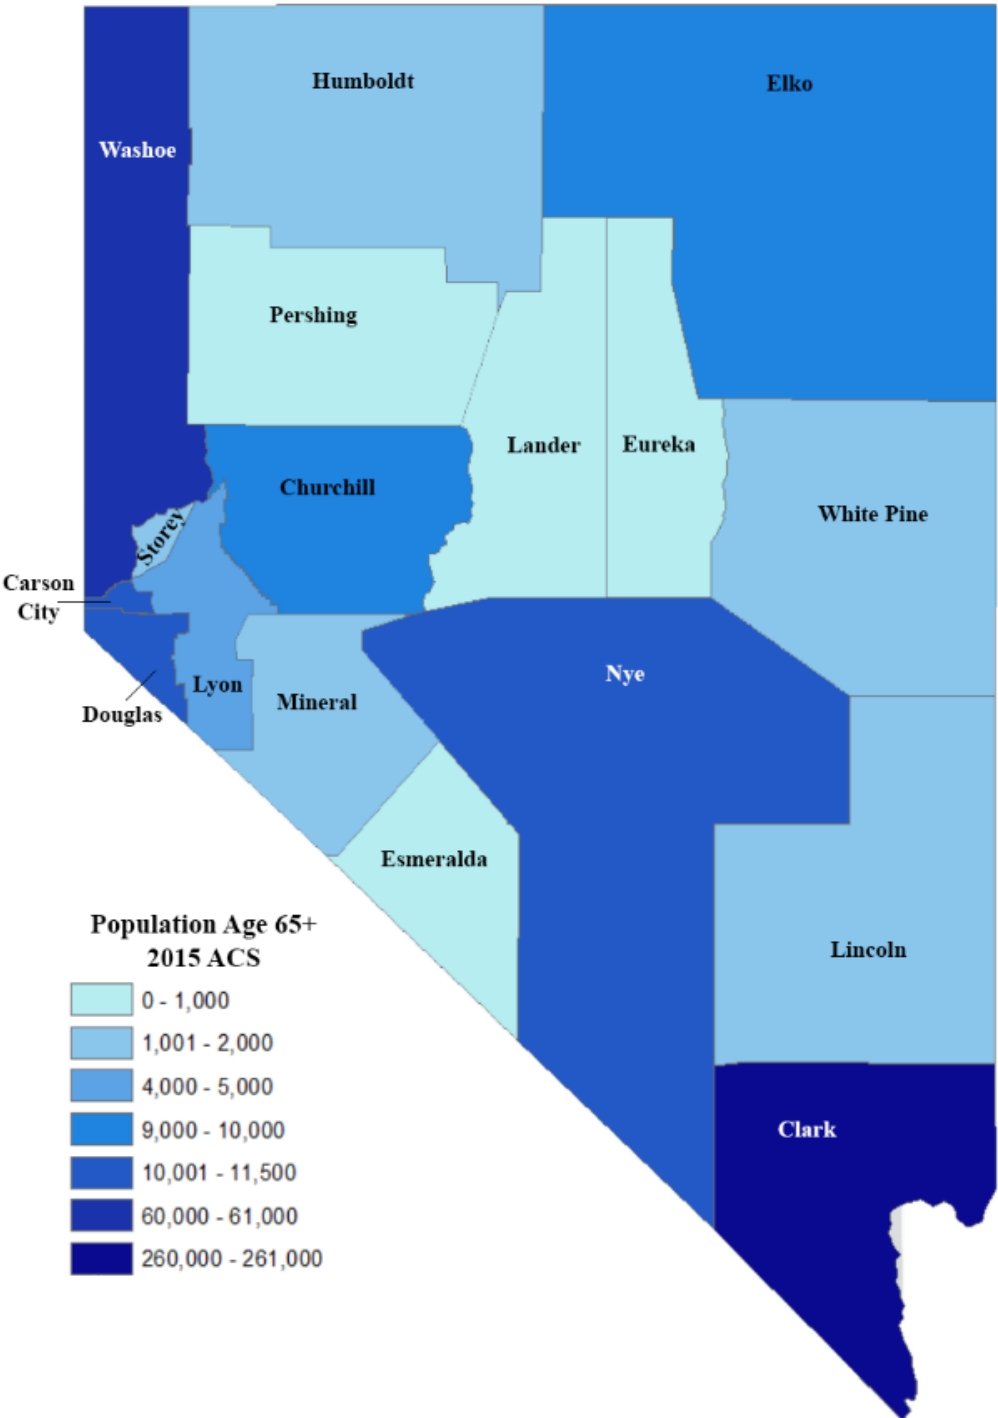 Humboldt
Elko
Washoe
Pershing
Lander
Eureka
Churchill
White Pine
Storey
Carson
City
Nye
Lyon
Mineral
Douglas
Esmeralda
Lincoln
Clark
Population Age 65+
2015 ACS
0 - 1,000
1,001 - 2,000
4,000 - 5,000
9,000 - 10,000
10,001 - 11,500
60,000 - 61,000
260,000 - 261,000